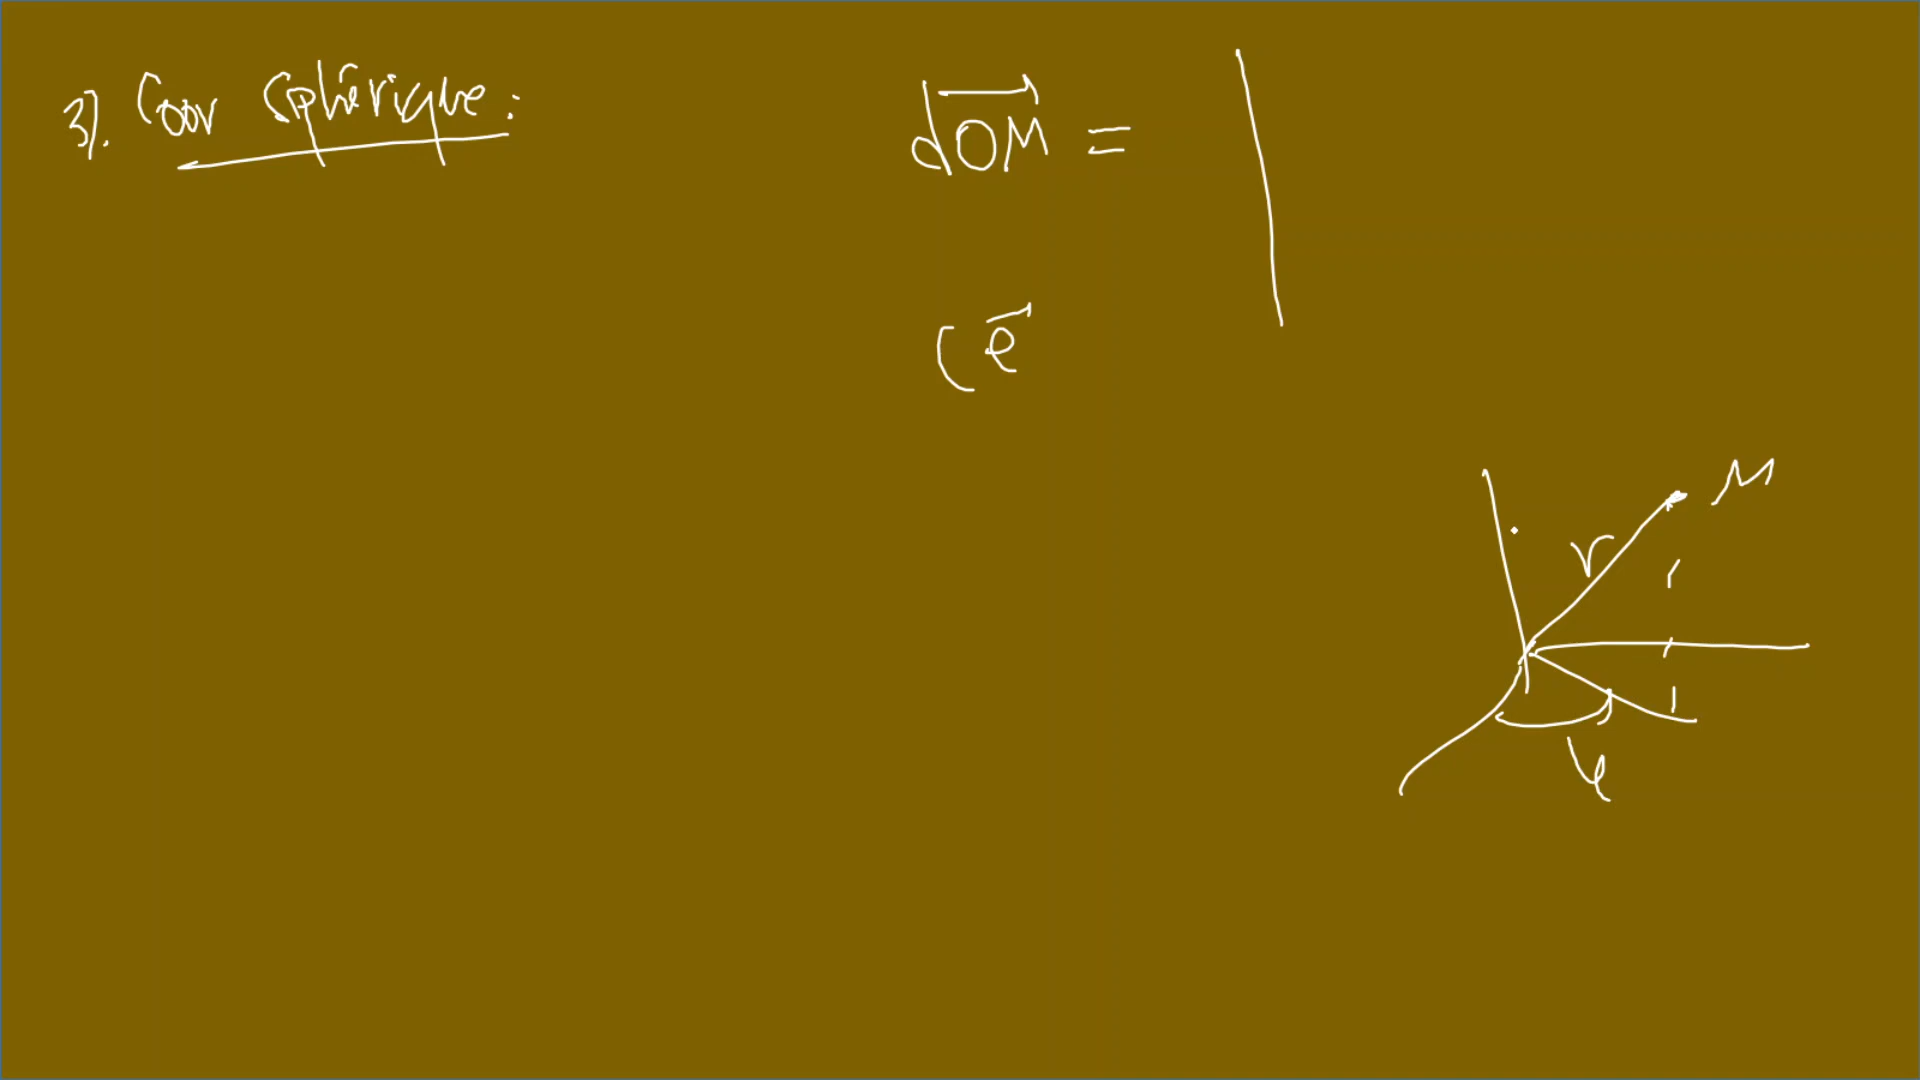 3). Coor Sphérique:
dOM⃗ =
(e⃗
M
r
φ